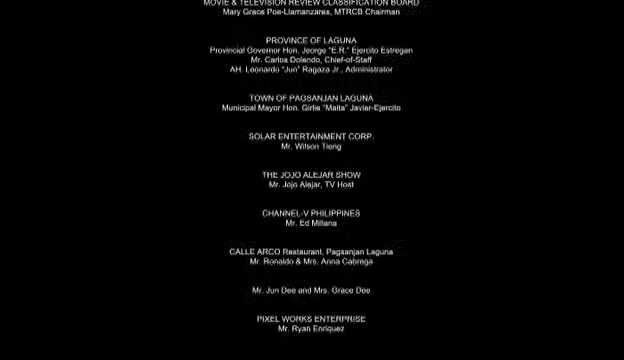 MOVIE & TELEVISION REVIEW CLASSIFICATION BOARD
Mary Grace Poe-Llamanzares, MTRCB Chairman
PROVINCE OF LAGUNA
Provincial Governor Hon. Jeorge "E.R." Ejercito Estregan
Mr. Carlos Dolendo, Chief-of-Staff
AH. Leonardo "Jun" Ragaza Jr., Administrator
TOWN OF PAGSANJAN LAGUNA
Municipal Mayor Hon. Girlie "Maita" Javier-Ejercito
SOLAR ENTERTAINMENT CORP.
Mr. Wilson Tieng
THE JOJO ALEJAR SHOW
Mr. Jojo Alejar, TV Host
CHANNEL-V PHILIPPINES
Mr. Ed Millena
CALLE ARCO Restaurant, Pagsanjan Laguna
Mr. Ronaldo & Mrs. Anna Cabrega
Mr. Jun Dee and Mrs. Grace Dee
PIXEL WORKS ENTERPRISE
Mr. Ryan Enriquez